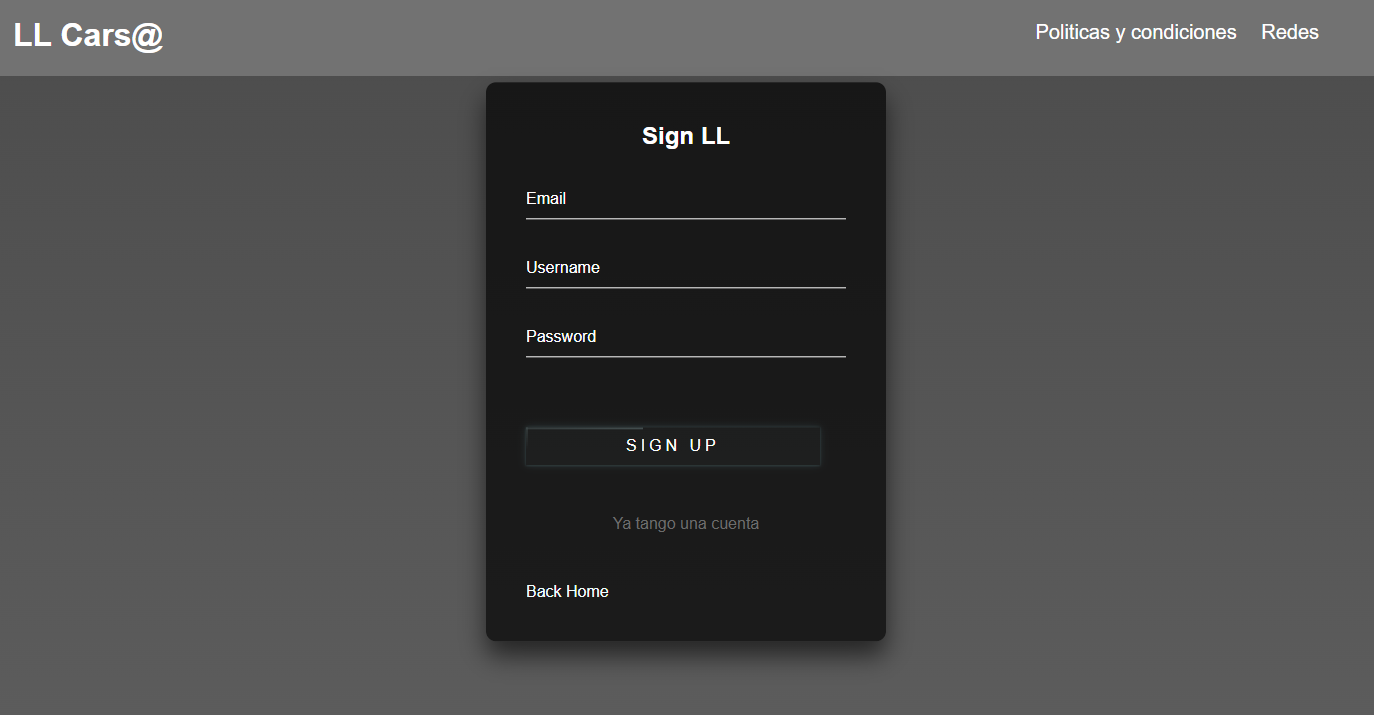 LL Cars@
Politicas y condiciones
Redes
Sign LL
Email
Username
Password
SIGN UP
Ya tango una cuenta
Back Home